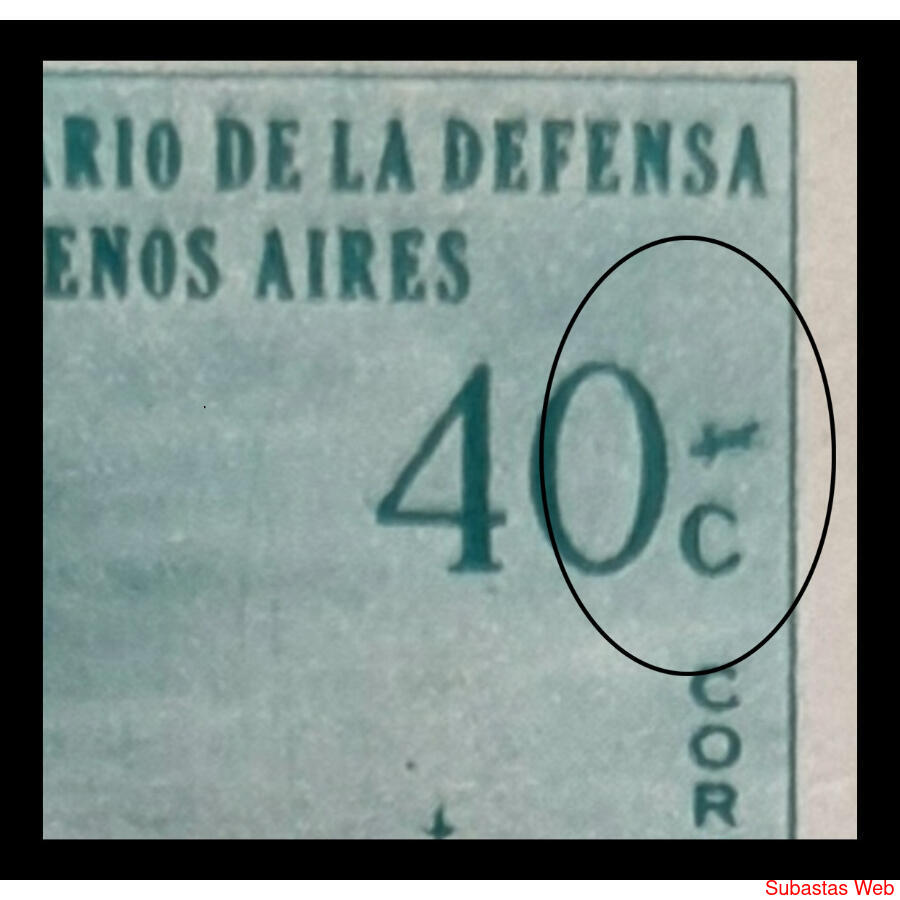 ARIO DE LA DEFENSA
ENOS AIRES
40 C
COR
Subastas Web